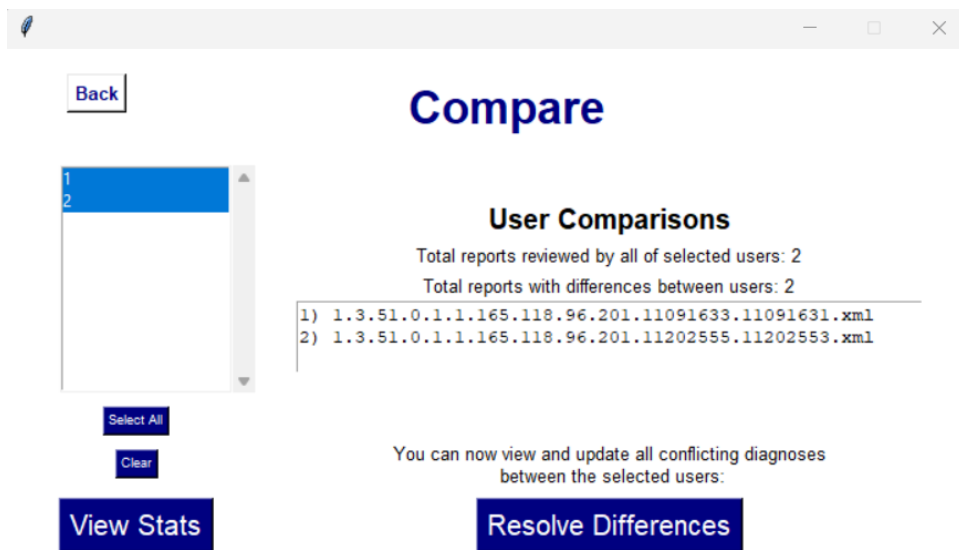 Back
Compare
1
2
User Comparisons
Total reports reviewed by all of selected users: 2
Total reports with differences between users: 2
1) 1.3.51.0.1.1.165.118.96.201.11091633.11091631.xml
2) 1.3.51.0.1.1.165.118.96.201.11202555.11202553.xml
Select All
Clear
You can now view and update all conflicting diagnoses
between the selected users:
View Stats
Resolve Differences